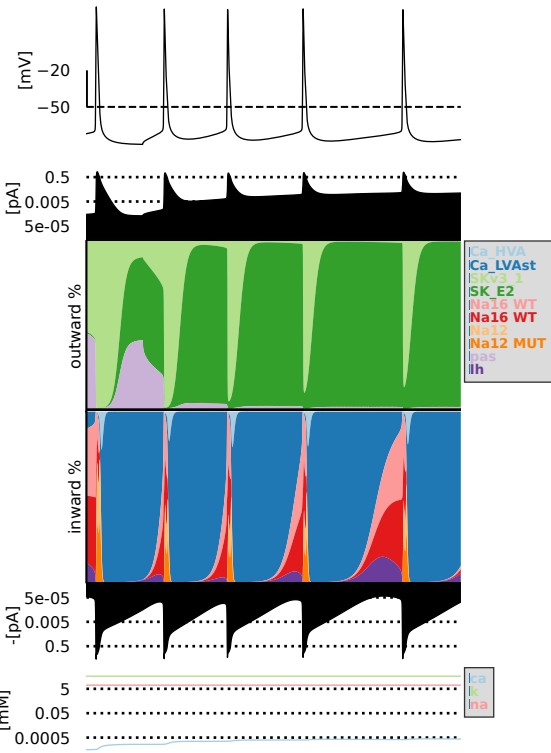 [mV]
−20
−50
[pA]
0.5
0.005
5e-05
outward %
Ca_HVA
Ca_LVAst
SKv3_1
SK_E2
Na16 WT
Na16 WT
Na12
Na12 MUT
pas
Ih
inward %
-[pA]
5e-05
0.005
0.5
[mM]
5
0.05
0.0005
ca
k
na